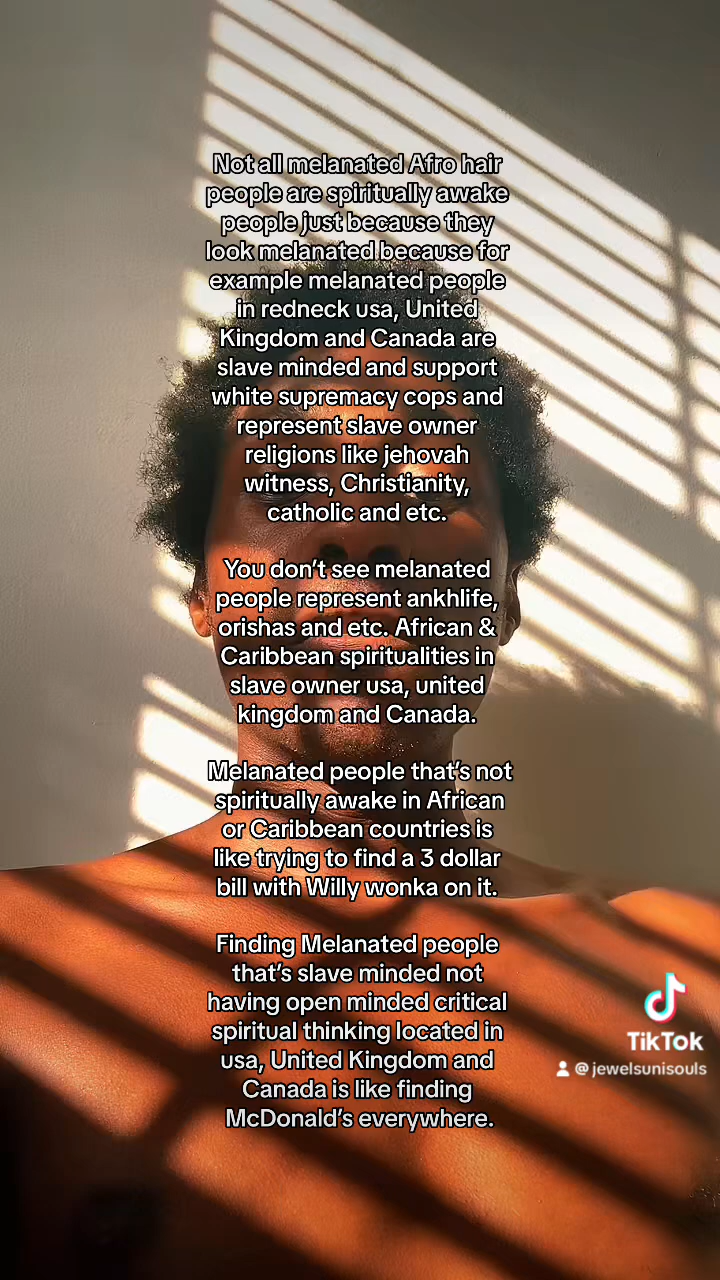 Not all melanated Afro hair
people are spiritually awake
people just because they
look melanated because for
example melanated people
in redneck usa, United
Kingdom and Canada are
slave minded and support
white supremacy cops and
represent slave owner
religions like jehovah
witness, Christianity,
catholic and etc.
You don’t see melanated
people represent ankhlife,
orishas and etc. African &
Caribbean spiritualities in
slave owner usa, united
kingdom and Canada.
Melanated people that’s not
spiritually awake in African
or Caribbean countries is
like trying to find a 3 dollar
bill with Willy wonka on it.
Finding Melanated people
that’s slave minded not
having open minded critical
spiritual thinking located in
usa, United Kingdom and
Canada is like finding
McDonald’s everywhere.
TikTok
@jewelsunisouls